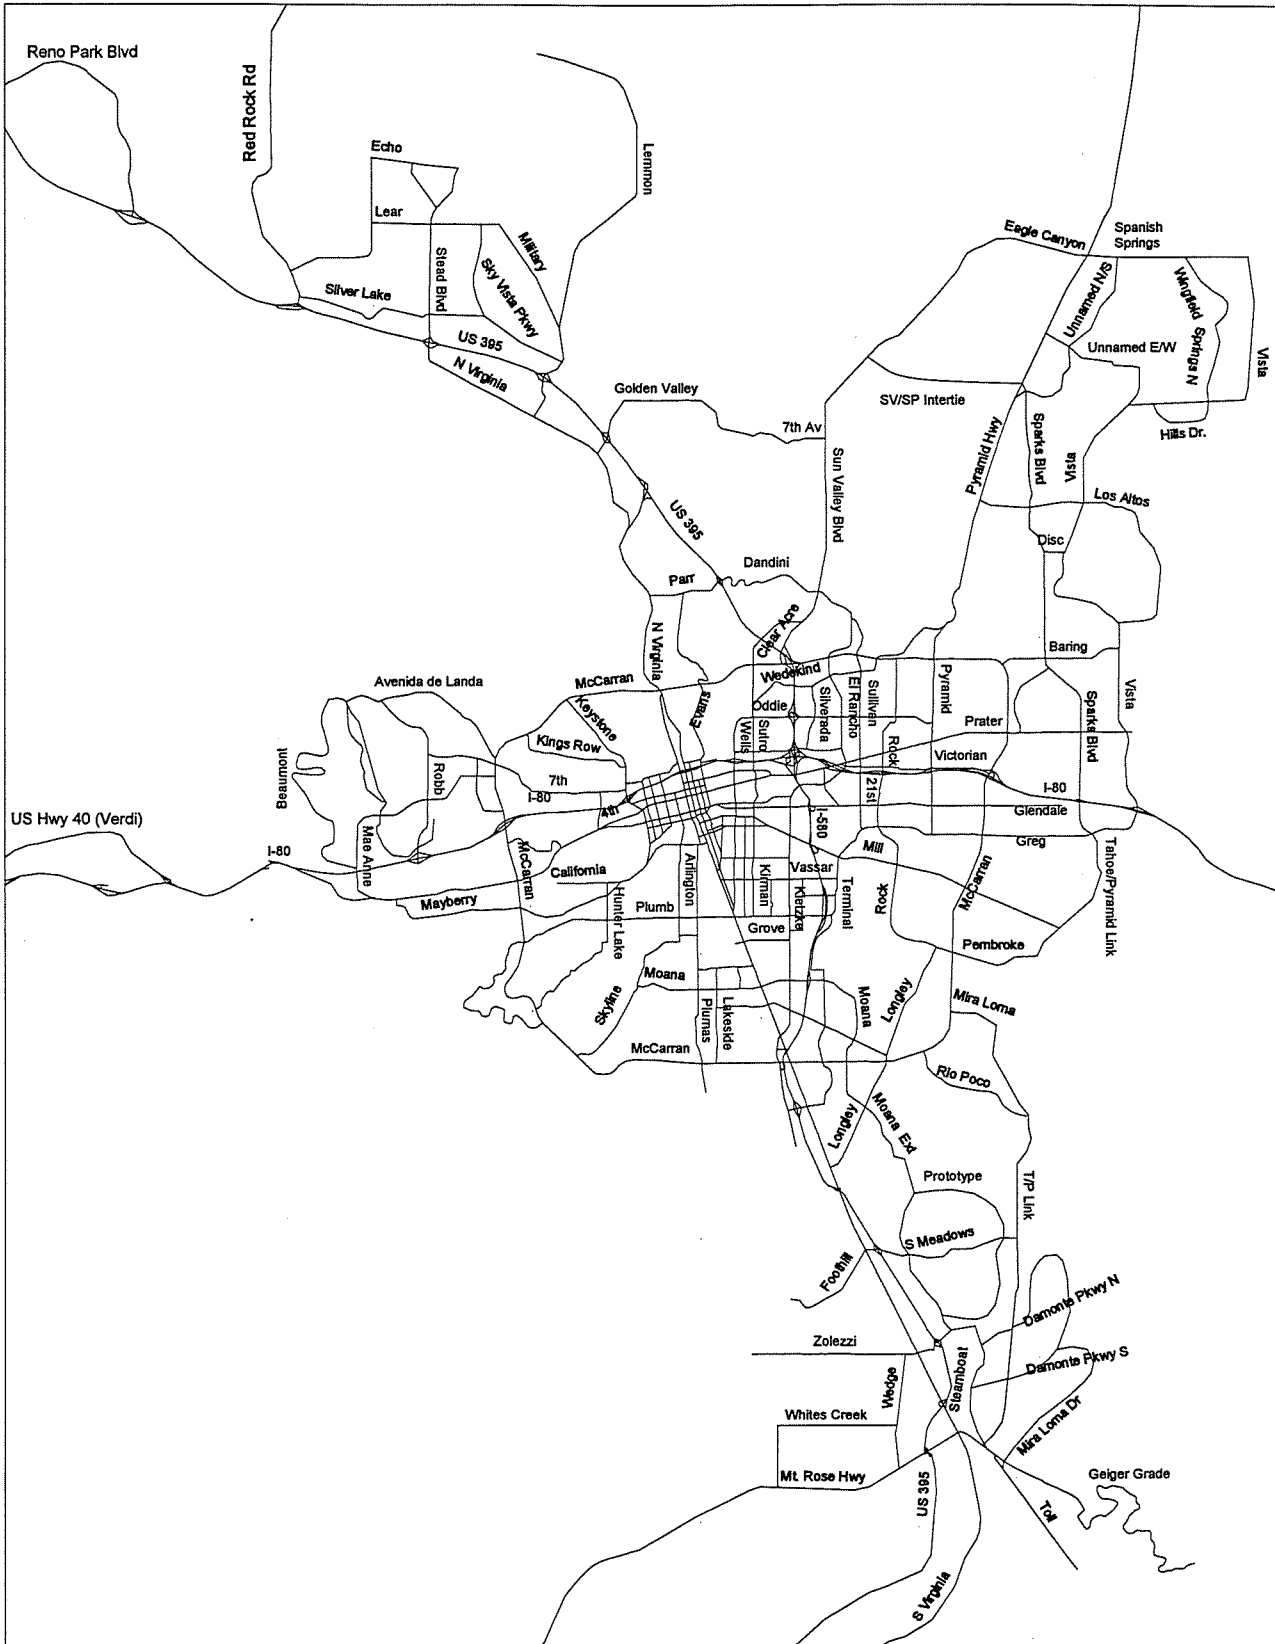 Reno Park Blvd
Red Rock Rd
Echo
Lemmon
Lear
Military
Stead Blvd
Sky Vista Pkwy
Silver Lake
US 395
N Virginia
Eagle Canyon
Spanish
Springs
Unnamed N/S
Wingfield Springs N
Unnamed E/W
Vista
Golden Valley
SV/SP Intertie
7th Av
Hills Dr.
Sun Valley Blvd
Pyramid Hwy
Sparks Blvd
Vista
Los Altos
US 395
Disc
Dandini
Parr
Clear Acre
N Virginia
Baring
Wedekind
McCarran
Avenida de Landa
Evans
Keystone
Oddie
Silverada
El Rancho
Sullivan
Pyramid
Vista
Sparks Blvd
Prater
Kings Row
Wells
Sutro
Rock
Victorian
Beaumont
Robb
7th
I-80
4th
21st
I-80
Glendale
US Hwy 40 (Verdi)
I-580
Greg
I-80
Mae Anne
McCarran
California
Arlington
Kirman
Vassar
Mill
McCarran
Tahoe/Pyramid Link
Mayberry
Hunter Lake
Plumb
Kietzke
Terminal
Rock
Grove
Pembroke
Moana
Skyline
Plumas
Lakeside
Moana
Longley
Mira Loma
McCarran
Rio Poco
Longley
Moana Ext
Prototype
T/P Link
S Meadows
Foothill
Damonte Pkwy N
Zolezzi
Steamboat
Damonte Pkwy S
Wedge
Whites Creek
Mira Loma Dr
Mt. Rose Hwy
US 395
Geiger Grade
Toll
S Virginia